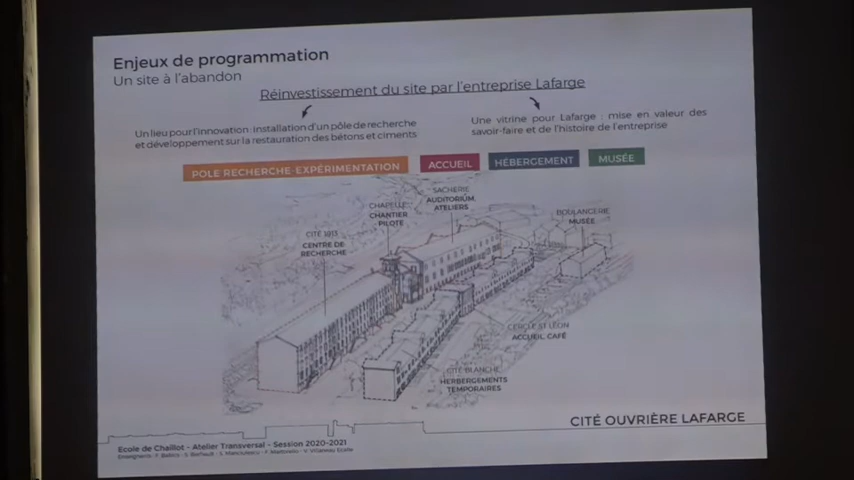 Enjeux de programmation
Un site à l'abandon
Réinvestissement du site par l'entreprise Lafarge
Un lieu pour l'innovation : installation d'un pôle de recherche
et développement sur la restauration des bétons et ciments
Une vitrine pour Lafarge : mise en valeur des
savoir-faire et de l'histoire de l'entreprise
POLE RECHERCHE-EXPÉRIMENTATION
ACCUEIL
HÉBERGEMENT
MUSÉE
SACHERIE
AUDITORIUM,
ATELIERS
CHAPELLE
CHANTIER
PILOTE
BOULANGERIE
MUSÉE
CITÉ 1913
CENTRE DE
RECHERCHE
CERCLE ST LÉON
ACCUEIL, CAFÉ
CITÉ BLANCHE
HERBERGEMENTS
TEMPORAIRES
CITÉ OUVRIÈRE LAFARGE
Ecole de Chaillot - Atelier Transversal - Session 2020-2021